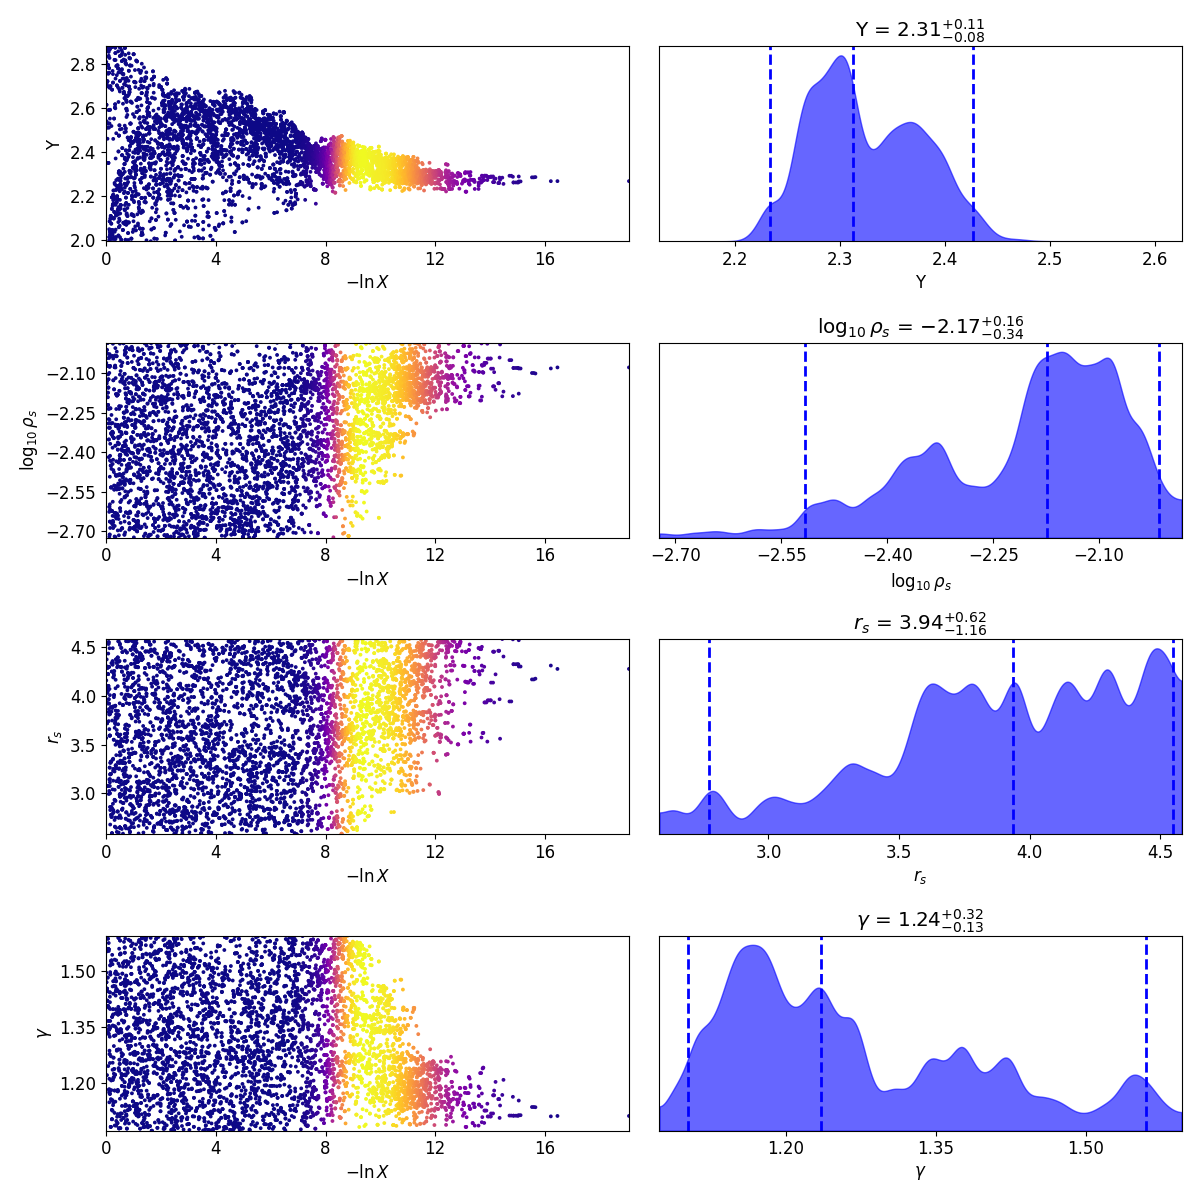 Y = 2.31$^{+0.11}_{-0.08}$
2.8
2.6
2.4
2.2
2.0
Y
0 4 8 12 16
−ln X
2.2 2.3 2.4 2.5 2.6
Y
log₁₀ ρₛ = −2.17$^{+0.16}_{-0.34}$
−2.10
−2.25
−2.40
−2.55
−2.70
log₁₀ ρₛ
0 4 8 12 16
−ln X
−2.70 −2.55 −2.40 −2.25 −2.10
log₁₀ ρₛ
rₛ = 3.94$^{+0.62}_{-1.16}$
4.5
4.0
3.5
3.0
rₛ
0 4 8 12 16
−ln X
3.0 3.5 4.0 4.5
rₛ
γ = 1.24$^{+0.32}_{-0.13}$
1.50
1.35
1.20
γ
0 4 8 12 16
−ln X
1.20 1.35 1.50
γ